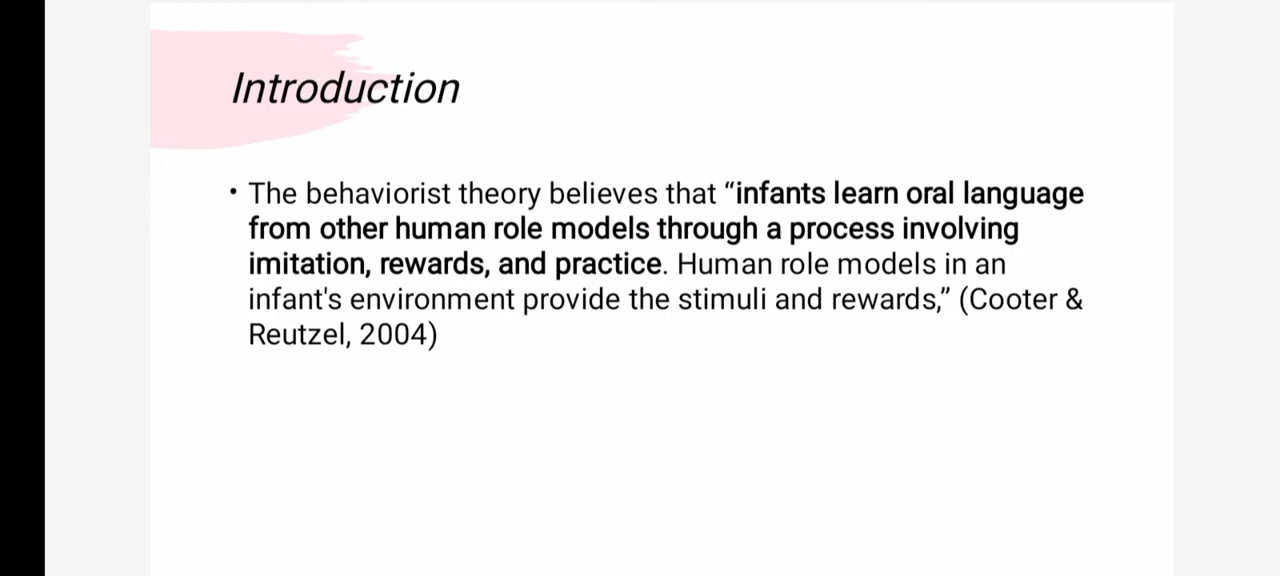 Introduction
• The behaviorist theory believes that “infants learn oral language
from other human role models through a process involving
imitation, rewards, and practice. Human role models in an
infant's environment provide the stimuli and rewards,” (Cooter &
Reutzel, 2004)